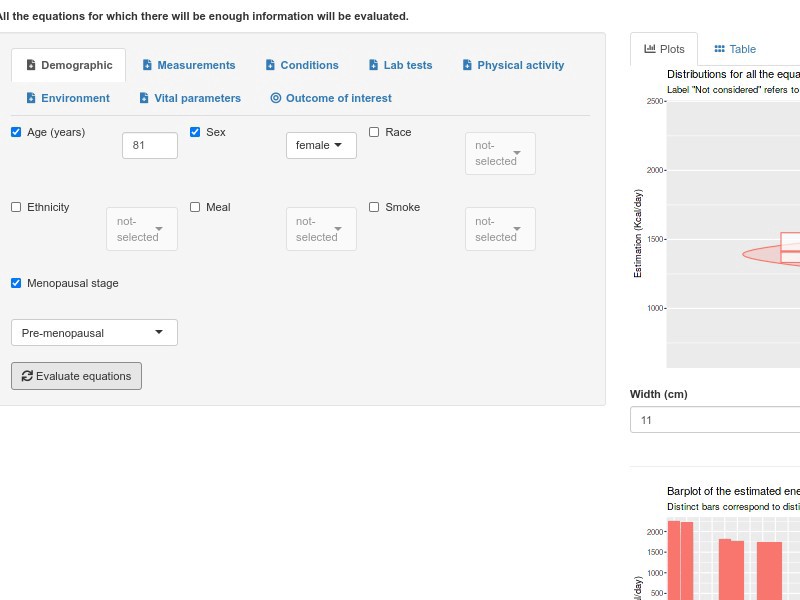 All the equations for which there will be enough information will be evaluated.
Demographic Measurements Conditions Lab tests Physical activity
Environment Vital parameters Outcome of interest
Age (years) 81 Sex female Race not-selected
Ethnicity not-selected Meal not-selected Smoke not-selected
Menopausal stage
Pre-menopausal
Evaluate equations
Plots Table
Distributions for all the equa
Label "Not considered" refers to
2500
2000
1500
1000
Estimation (Kcal/day)
Width (cm)
11
Barplot of the estimated ene
Distinct bars correspond to disti
2000
1500
1000
500
l/day)